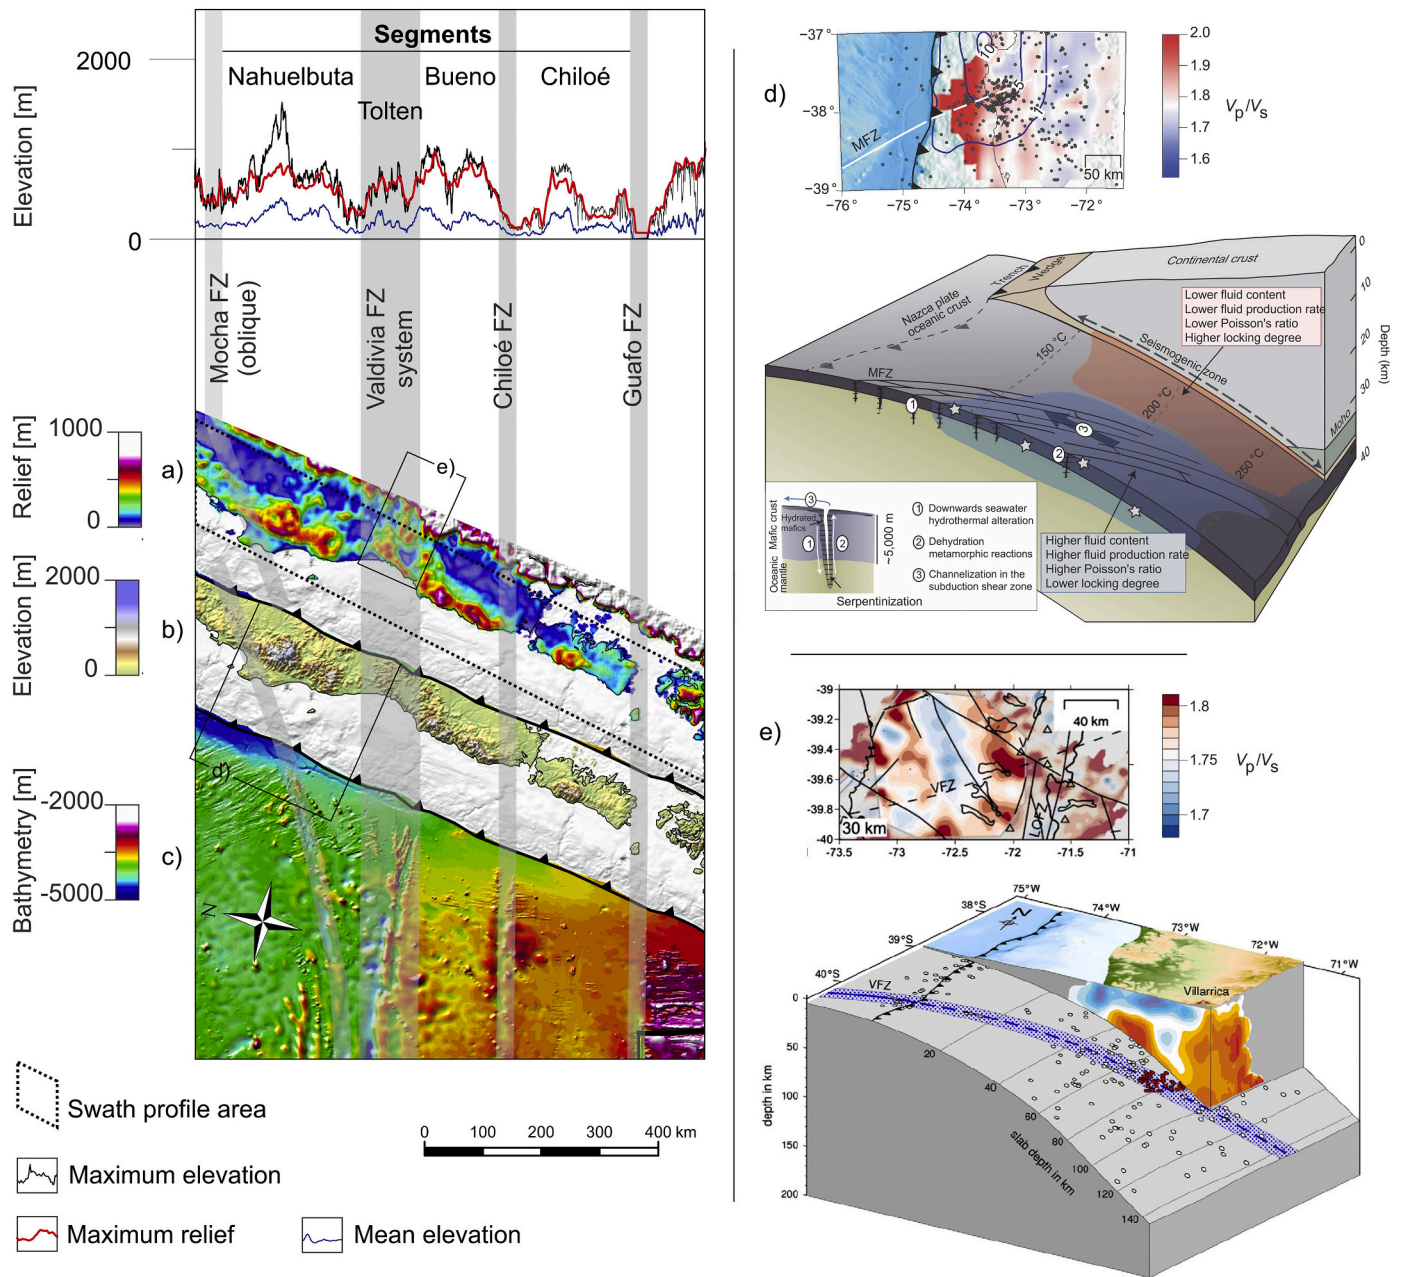 Segments
2000
Nahuelbuta
Bueno
Chiloé
Tolten
Elevation [m]
0
Mocha FZ
(oblique)
Valdivia FZ
system
Chiloé FZ
Guafo FZ
Relief [m]
1000
0
a)
e)
Elevation [m]
2000
0
b)
d)
Bathymetry [m]
-2000
-5000
c)
N
Swath profile area
0 100 200 300 400 km
Maximum elevation
Maximum relief
Mean elevation
d)
−37°
−38°
−39°
−76 −75 −74 −73 −72
MFZ
10
5
1
50 km
2.0
1.9
1.8
1.7
1.6
Vp/Vs
Trench
Wedge
Continental crust
Nazca plate
oceanic crust
Lower fluid content
Lower fluid production rate
Lower Poisson's ratio
Higher locking degree
Seismogenic zone
150 °C
200 °C
250 °C
MFZ
1
2
3
0
10
20
30
40
Depth (km)
Moho
Higher fluid content
Higher fluid production rate
Higher Poisson's ratio
Lower locking degree
Mafic crust
Oceanic
mantle
Hydrated
mafics
3
1
2
~5,000 m
Serpentinization
1 Downwards seawater
hydrothermal alteration
2 Dehydration
metamorphic reactions
3 Channelization in the
subduction shear zone
e)
-39
-39.2
-39.4
-39.6
-39.8
-40
-73.5 -73 -72.5 -72 -71.5 -71
40 km
VFZ
V
LOFZ
30 km
1.8
1.75
1.7
Vp/Vs
75°W
74°W
73°W
72°W
71°W
38°S
39°S
40°S
N
VFZ
Villarrica
0
50
100
150
200
depth in km
20
40
60
80
100
120
140
slab depth in km